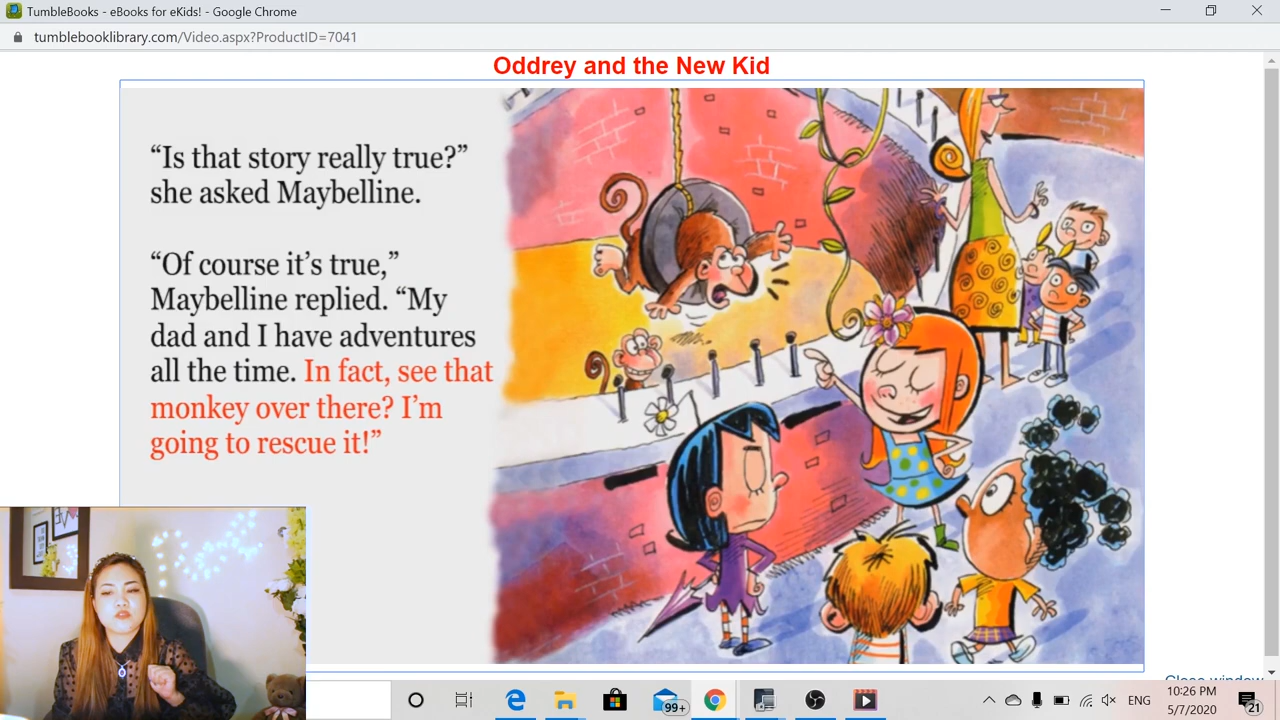 TumbleBooks - eBooks for eKids! - Google Chrome
tumblebooklibrary.com/Video.aspx?ProductID=7041
Oddrey and the New Kid
“Is that story really true?”
she asked Maybelline.
“Of course it’s true,”
Maybelline replied. “My
dad and I have adventures
all the time. In fact, see that
monkey over there? I’m
going to rescue it!”
Close window
99+
ENG
10:26 PM
5/7/2020
21